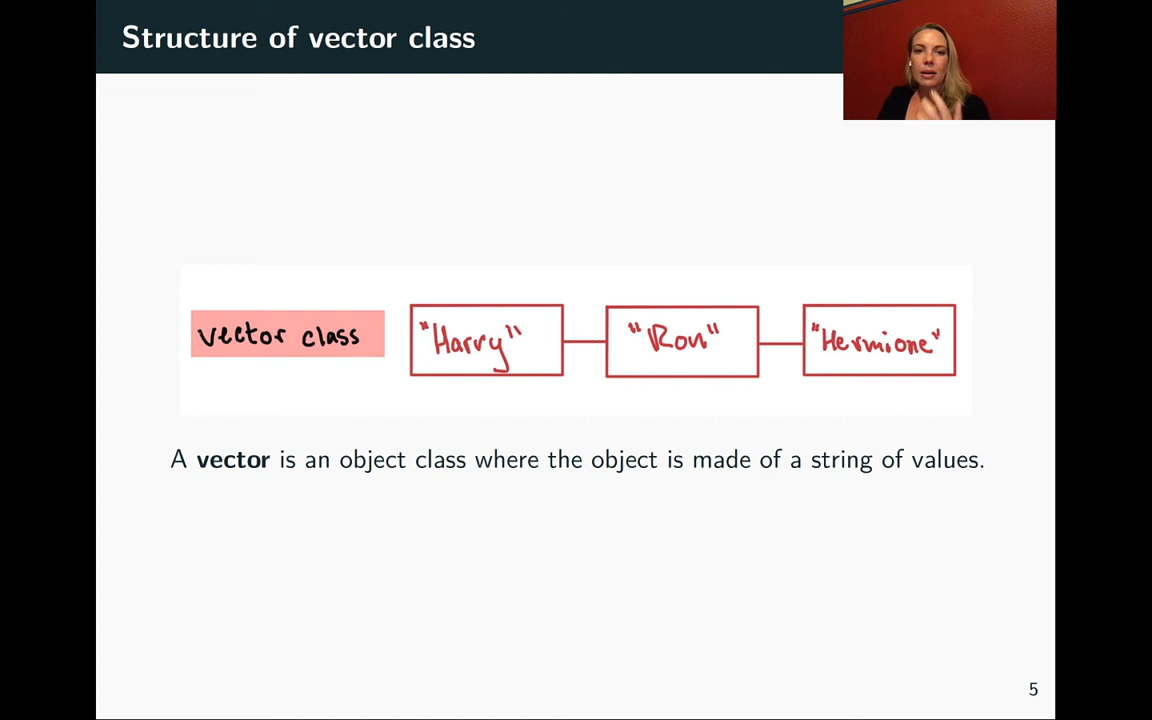 Structure of vector class
vector class "Harry" "Ron" "Hermione"
A vector is an object class where the object is made of a string of values.
5